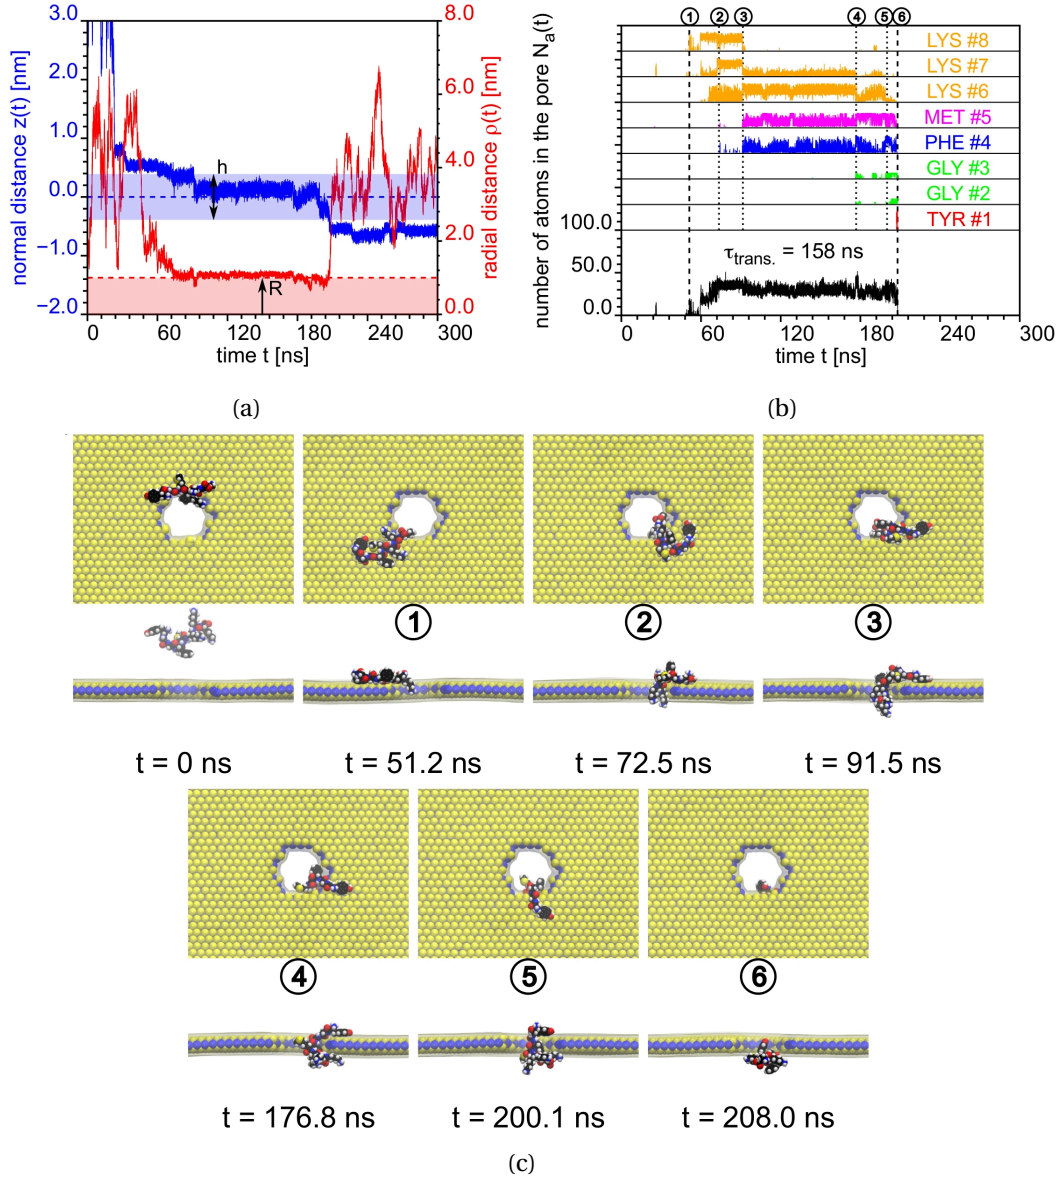 3.0
2.0
1.0
0.0
−1.0
−2.0
normal distance z(t) [nm]
h
R
8.0
6.0
4.0
2.0
0.0
radial distance ρ(t) [nm]
0 60 120 180 240 300
time t [ns]
(a)
1 2 3 4 5 6
LYS #8
LYS #7
LYS #6
MET #5
PHE #4
GLY #3
GLY #2
TYR #1
number of atoms in the pore Na(t)
100.0
50.0
0.0
τtrans. = 158 ns
0 60 120 180 240 300
time t [ns]
(b)
1 2 3
t = 0 ns t = 51.2 ns t = 72.5 ns t = 91.5 ns
4 5 6
t = 176.8 ns t = 200.1 ns t = 208.0 ns
(c)